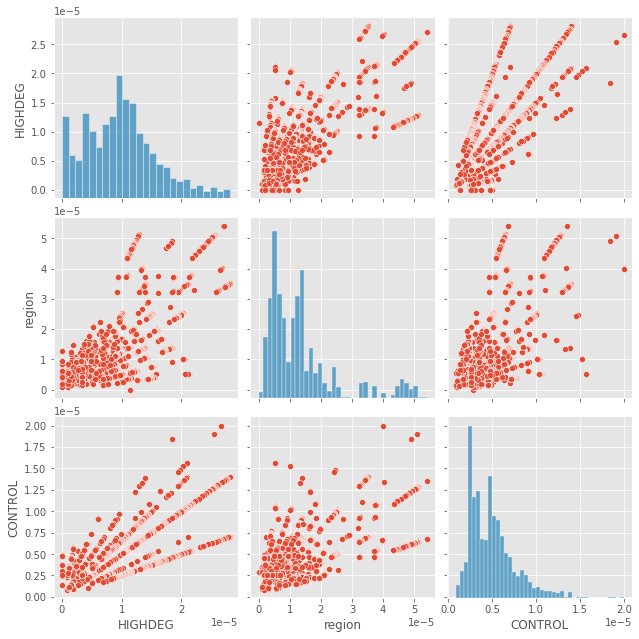 1e−5
HIGHDEG
2.5
2.0
1.5
1.0
0.5
0.0
1e−5
region
5
4
3
2
1
0
1e−5
CONTROL
2.00
1.75
1.50
1.25
1.00
0.75
0.50
0.25
0.00
0 1 2
1e−5
HIGHDEG
0 1 2 3 4 5
1e−5
region
0.0 0.5 1.0 1.5 2.0
1e−5
CONTROL